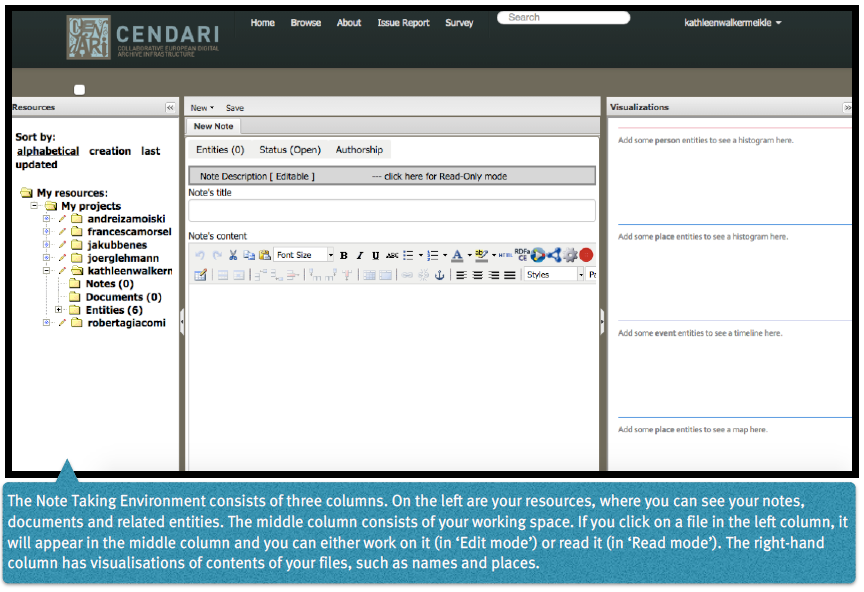 Home Browse About Issue Report Survey Search kathleenwalkermeikle
CENDARI
COLLABORATIVE EUROPEAN DIGITAL
ARCHIVE INFRASTRUCTURE
Resources
Sort by:
alphabetical creation last
updated
My resources:
My projects
andreizamoiski
francescamorsel
jakubbenes
joerglehmann
kathleenwalkern
Notes (0)
Documents (0)
Entities (6)
robertagiacomi
New Save
New Note
Entities (0) Status (Open) Authorship
Note Description [ Editable ] --- click here for Read-Only mode
Note's title
Note's content
Font Size B I U ABC A HTML RDFa CE
Styles Pa
Visualizations
Add some person entities to see a histogram here.
Add some place entities to see a histogram here.
Add some event entities to see a timeline here.
Add some place entities to see a map here.
The Note Taking Environment consists of three columns. On the left are your resources, where you can see your notes,
documents and related entities. The middle column consists of your working space. If you click on a file in the left column, it
will appear in the middle column and you can either work on it (in ‘Edit mode’) or read it (in ‘Read mode’). The right-hand
column has visualisations of contents of your files, such as names and places.